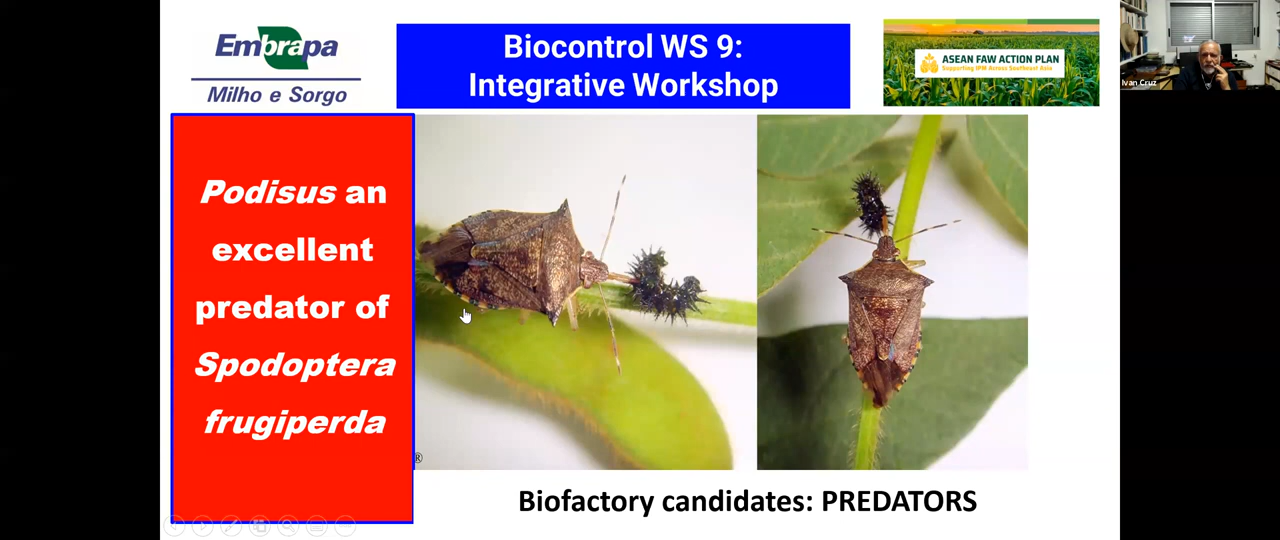 Embrapa
Milho e Sorgo
Biocontrol WS 9:
Integrative Workshop
ASEAN FAW ACTION PLAN
Supporting IPM Across Southeast Asia
Ivan Cruz
Podisus an
excellent
predator of
Spodoptera
frugiperda
®
Biofactory candidates: PREDATORS